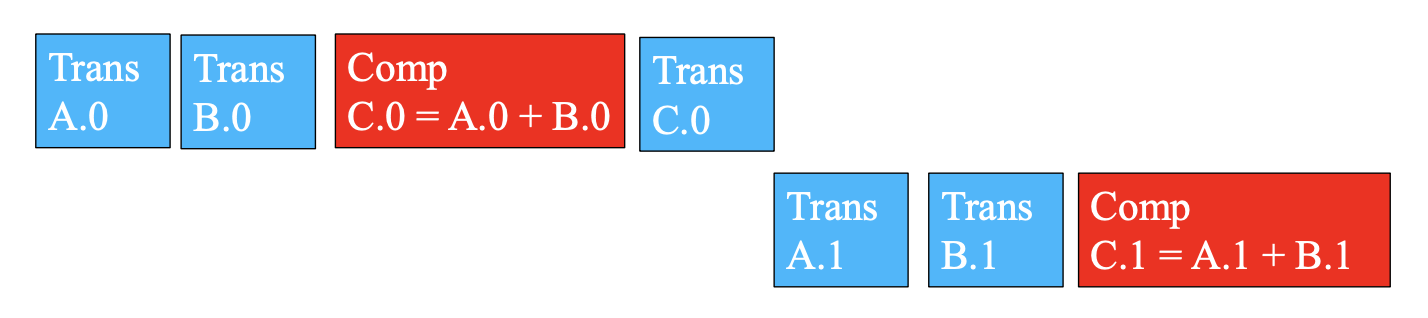 Trans
A.0
Trans
B.0
Comp
C.0 = A.0 + B.0
Trans
C.0
Trans
A.1
Trans
B.1
Comp
C.1 = A.1 + B.1